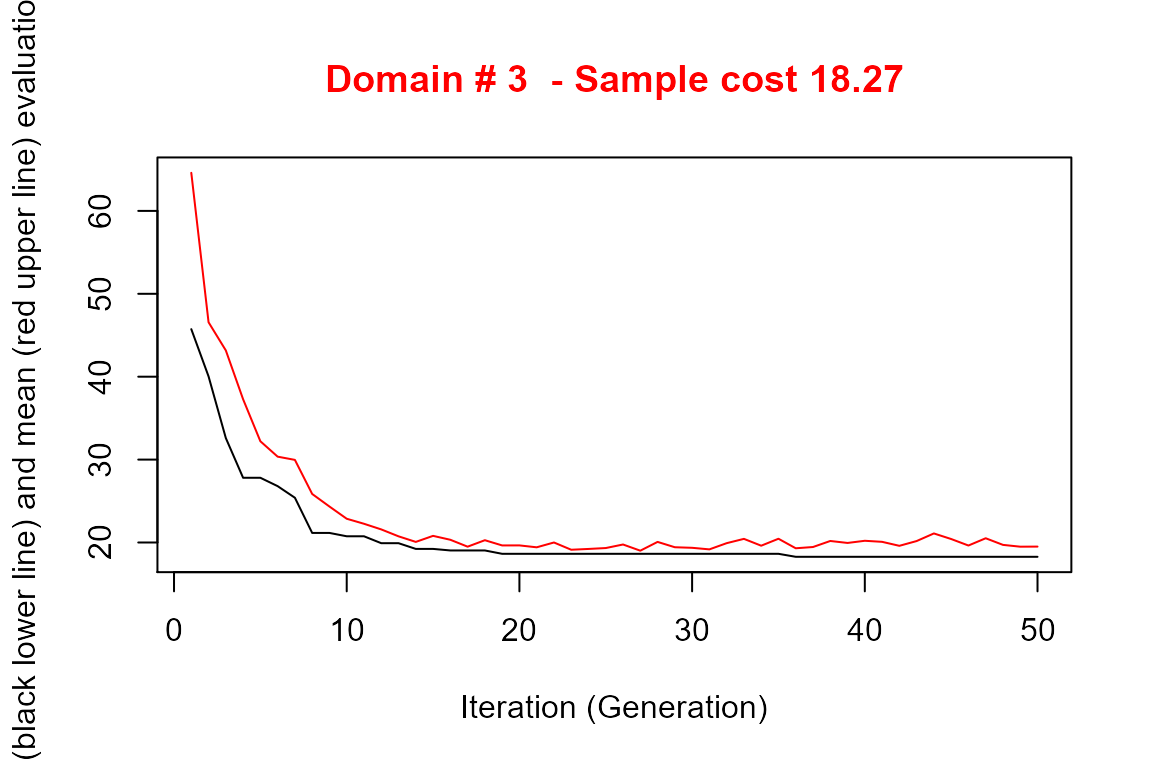 Domain # 3  - Sample cost 18.27
(black lower line) and mean (red upper line) evaluatio
60
50
40
30
20
0 10 20 30 40 50
Iteration (Generation)